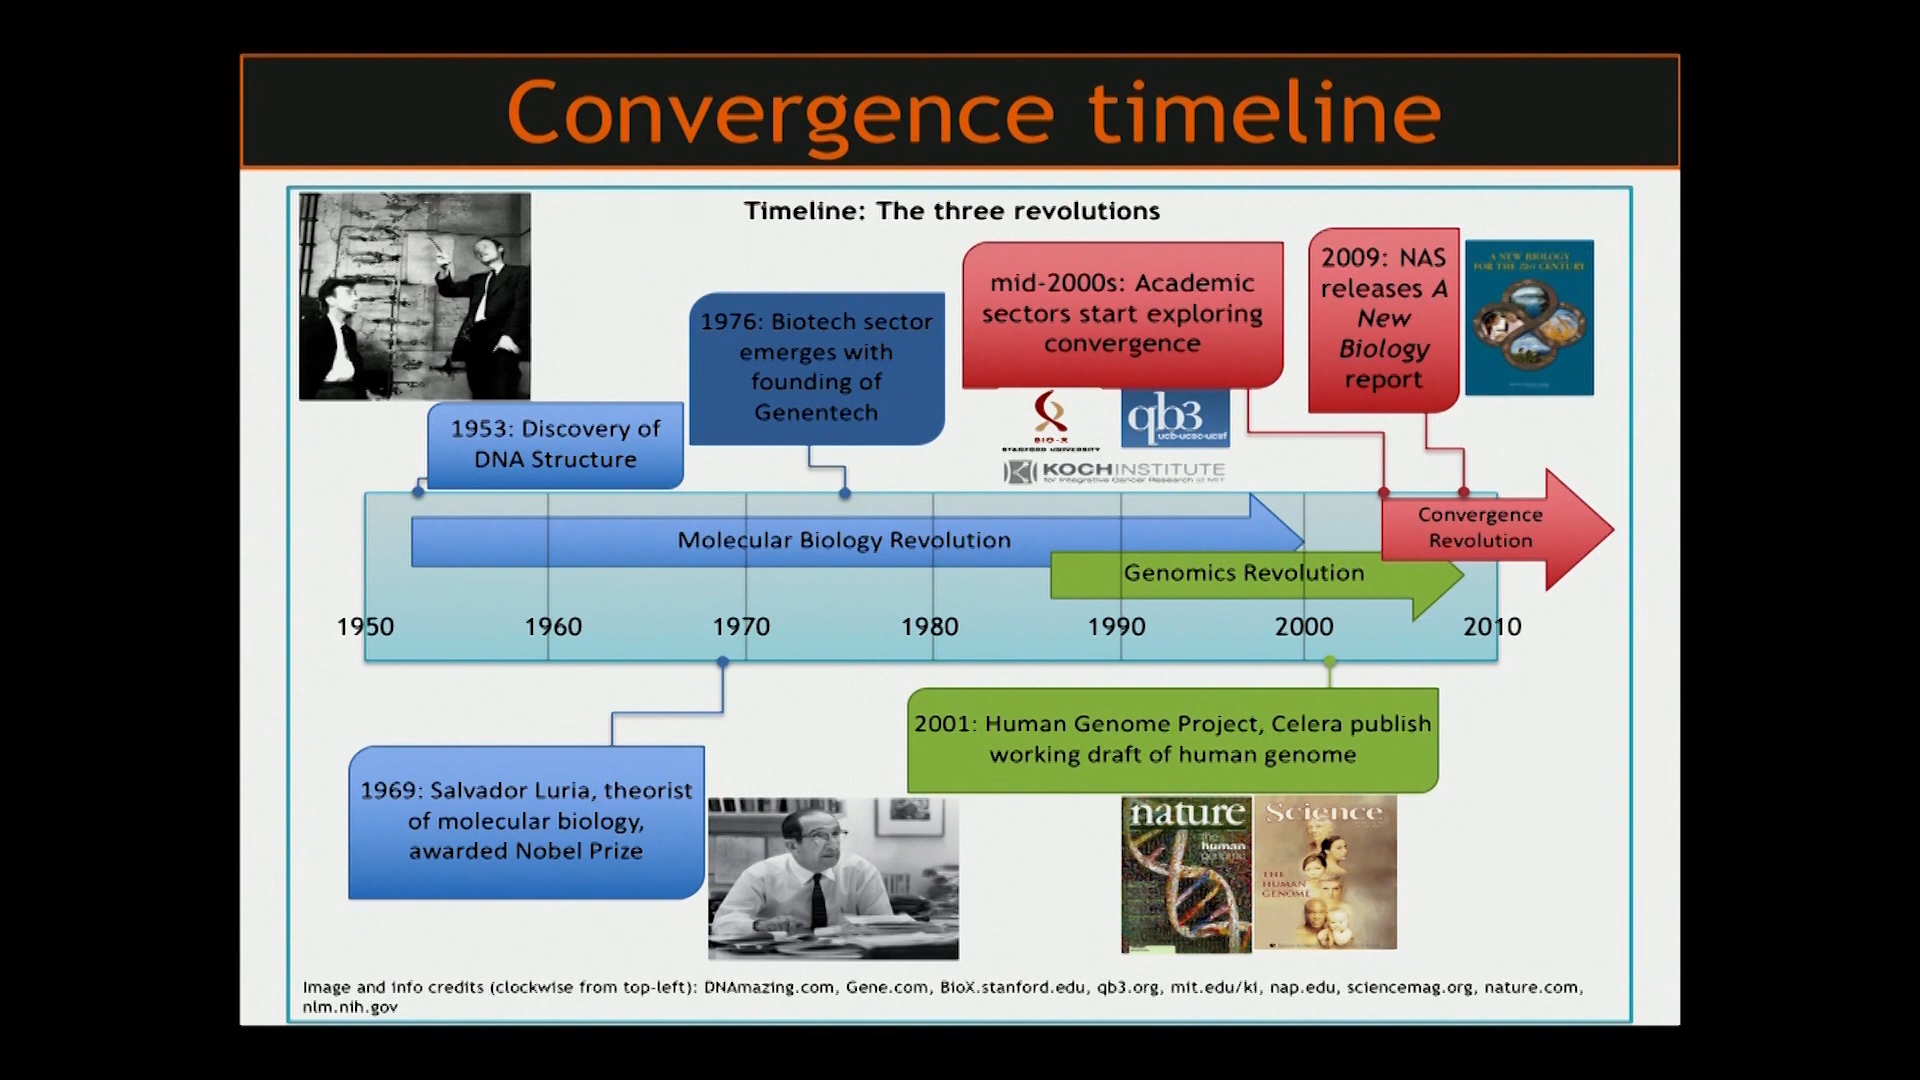 Convergence timeline
Timeline: The three revolutions
1953: Discovery of
DNA Structure
1976: Biotech sector
emerges with
founding of
Genentech
mid-2000s: Academic
sectors start exploring
convergence
2009: NAS
releases A
New
Biology
report
A NEW BIOLOGY
FOR THE 21ST CENTURY
BIO-X
STANFORD UNIVERSITY
qb3
ucb-ucsc-ucsf
KOCH INSTITUTE
for Integrative Cancer Research at MIT
Molecular Biology Revolution
Genomics Revolution
Convergence
Revolution
1950 1960 1970 1980 1990 2000 2010
1969: Salvador Luria, theorist
of molecular biology,
awarded Nobel Prize
2001: Human Genome Project, Celera publish
working draft of human genome
nature
the
human
genome
Science
THE
HUMAN
GENOME
Image and info credits (clockwise from top-left): DNAmazing.com, Gene.com, BioX.stanford.edu, qb3.org, mit.edu/ki, nap.edu, sciencemag.org, nature.com,
nlm.nih.gov